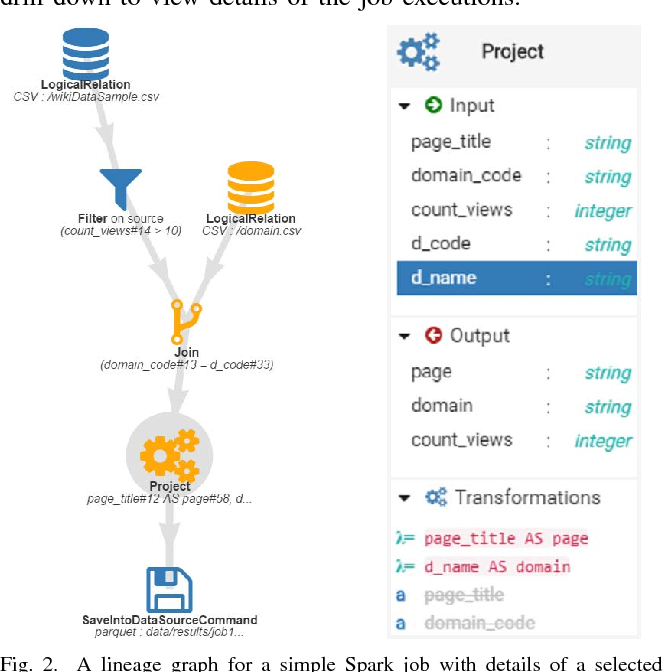 drill down to view details of the job executions.
LogicalRelation
CSV : /wikiDataSample.csv
Filter on source
(count_views#14 > 10)
LogicalRelation
CSV : /domain.csv
Join
(domain_code#13 = d_code#33)
Project
page_title#12 AS page#58, d...
SaveIntoDataSourceCommand
parquet : data/results/job1...
Project
Input
page_title : string
domain_code : string
count_views : integer
d_code : string
d_name : string
Output
page : string
domain : string
count_views : integer
Transformations
λ= page_title AS page
λ= d_name AS domain
a page_title
a domain_code
Fig. 2. A lineage graph for a simple Spark job with details of a selected